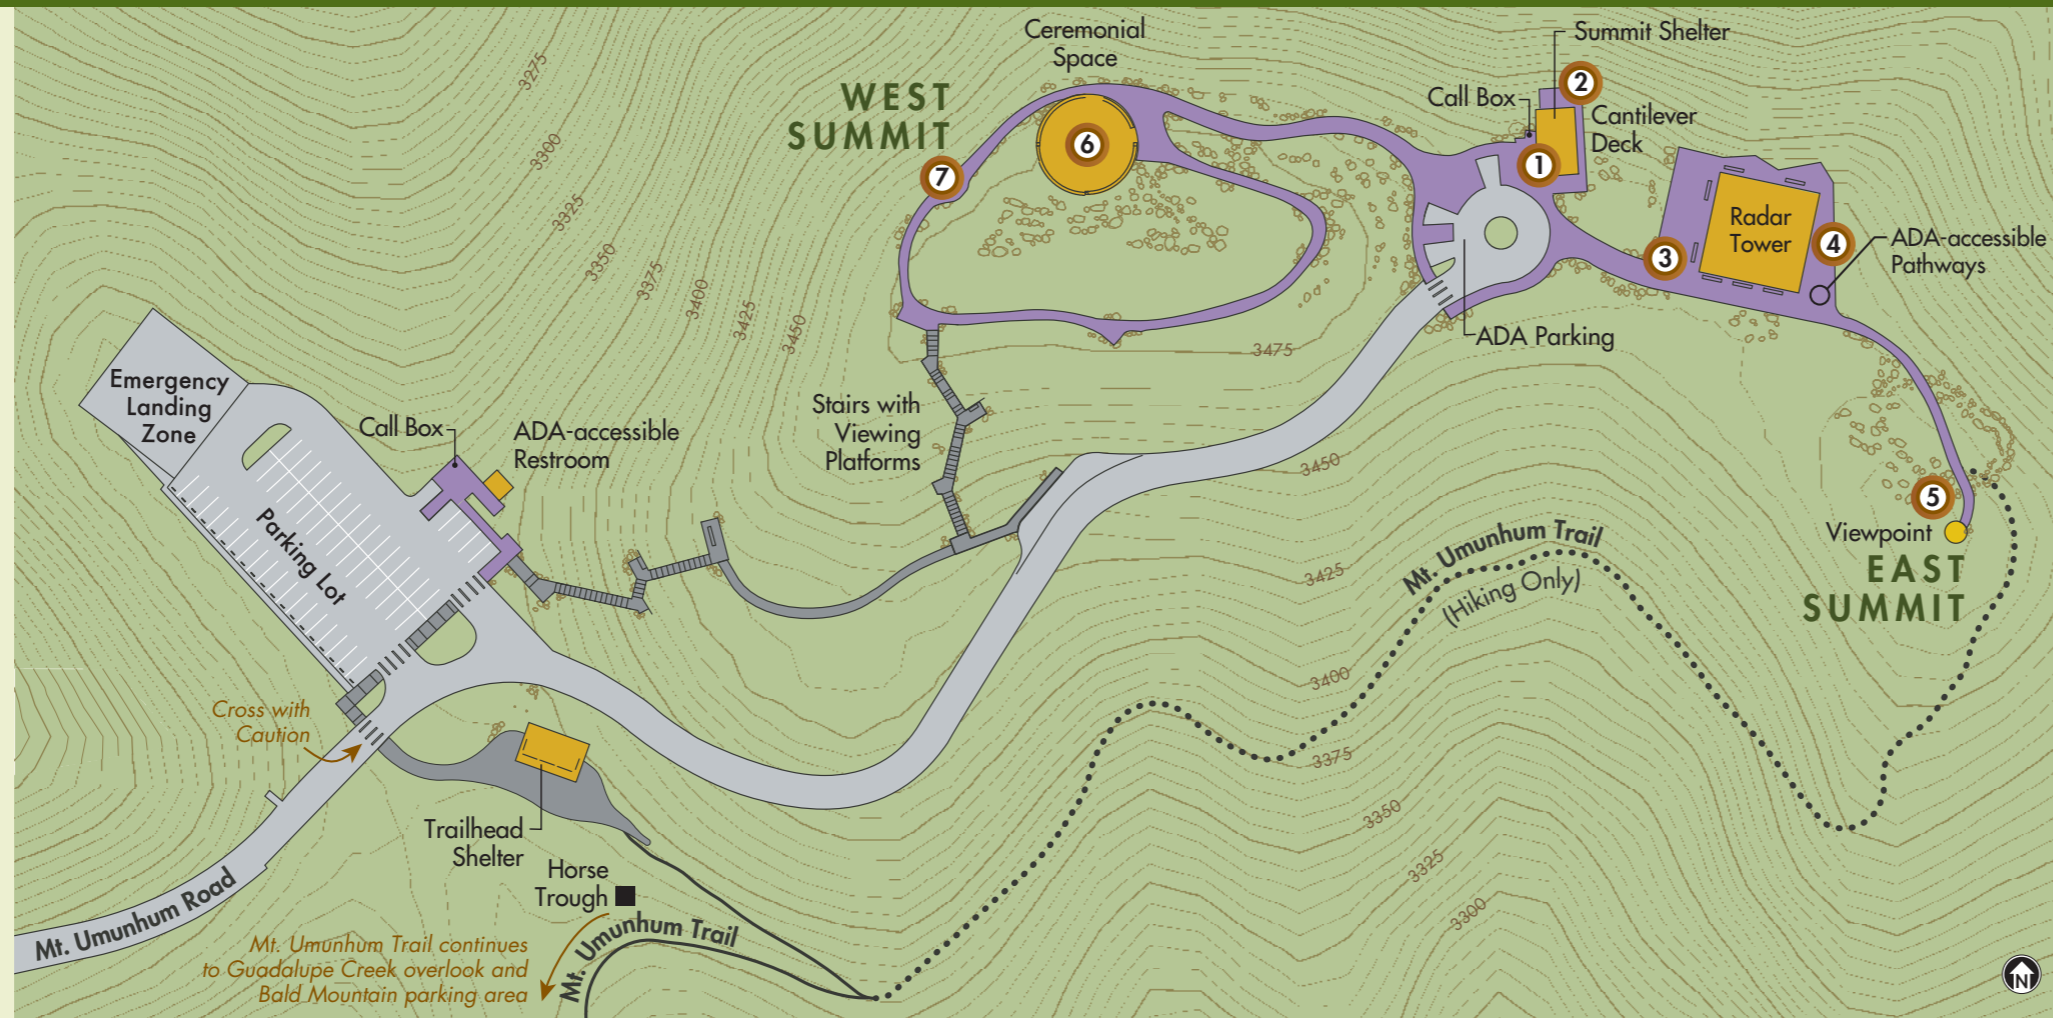 Ceremonial
Space
WEST
SUMMIT
Summit Shelter
Call Box
Cantilever
Deck
1
2
3
4
5
6
7
Radar
Tower
ADA-accessible
Pathways
ADA Parking
3275
3300
3325
3350
3375
3400
3425
3450
3475
Emergency
Landing
Zone
Parking Lot
Call Box
ADA-accessible
Restroom
Stairs with
Viewing
Platforms
3450
3425
3400
3375
3350
3325
3300
Mt. Umunhum Trail
(Hiking Only)
Viewpoint
EAST
SUMMIT
Cross with
Caution
Trailhead
Shelter
Horse
Trough
Mt. Umunhum Road
Mt. Umunhum Trail
Mt. Umunhum Trail continues
to Guadalupe Creek overlook and
Bald Mountain parking area
N